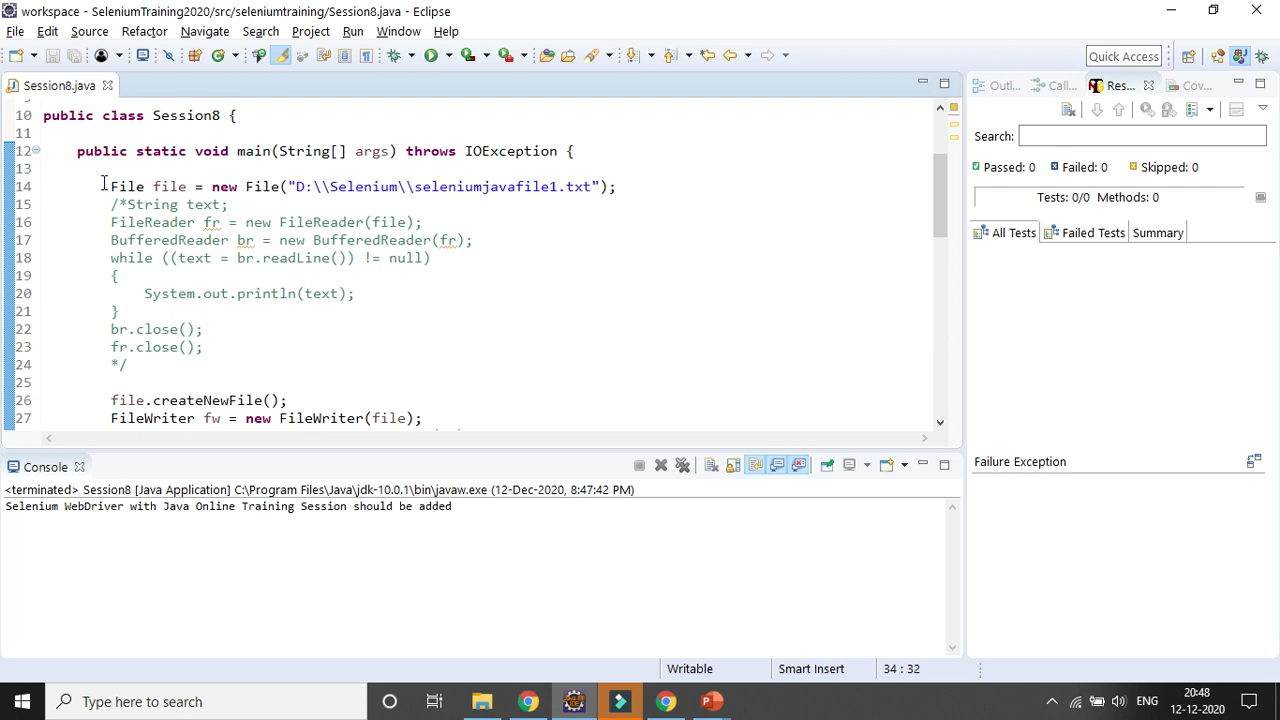 workspace - SeleniumTraining2020/src/seleniumtraining/Session8.java - Eclipse
File Edit Source Refactor Navigate Search Project Run Window Help
Quick Access
Session8.java
Outl... Call... Res... Cov...
10 public class Session8 {
11
12 public static void main(String[] args) throws IOException {
13
14 File file = new File("D:\\Selenium\\seleniumjavafile1.txt");
15 /*String text;
16 FileReader fr = new FileReader(file);
17 BufferedReader br = new BufferedReader(fr);
18 while ((text = br.readLine()) != null)
19 {
20 System.out.println(text);
21 }
22 br.close();
23 fr.close();
24 */
25
26 file.createNewFile();
27 FileWriter fw = new FileWriter(file);
Search:
Passed: 0 Failed: 0 Skipped: 0
Tests: 0/0 Methods: 0
All Tests Failed Tests Summary
Failure Exception
Console
<terminated> Session8 [Java Application] C:\Program Files\Java\jdk-10.0.1\bin\javaw.exe (12-Dec-2020, 8:47:42 PM)
Selenium WebDriver with Java Online Training Session should be added
Writable Smart Insert 34 : 32
Type here to search
ENG
20:48
12-12-2020